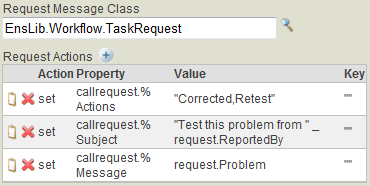 Request Message Class
EnsLib.Workflow.TaskRequest
Request Actions
Action Property Value Key
set callrequest.% Actions "Corrected,Retest" ""
set callrequest.% Subject "Test this problem from " _ request.ReportedBy ""
set callrequest.% Message request.Problem ""